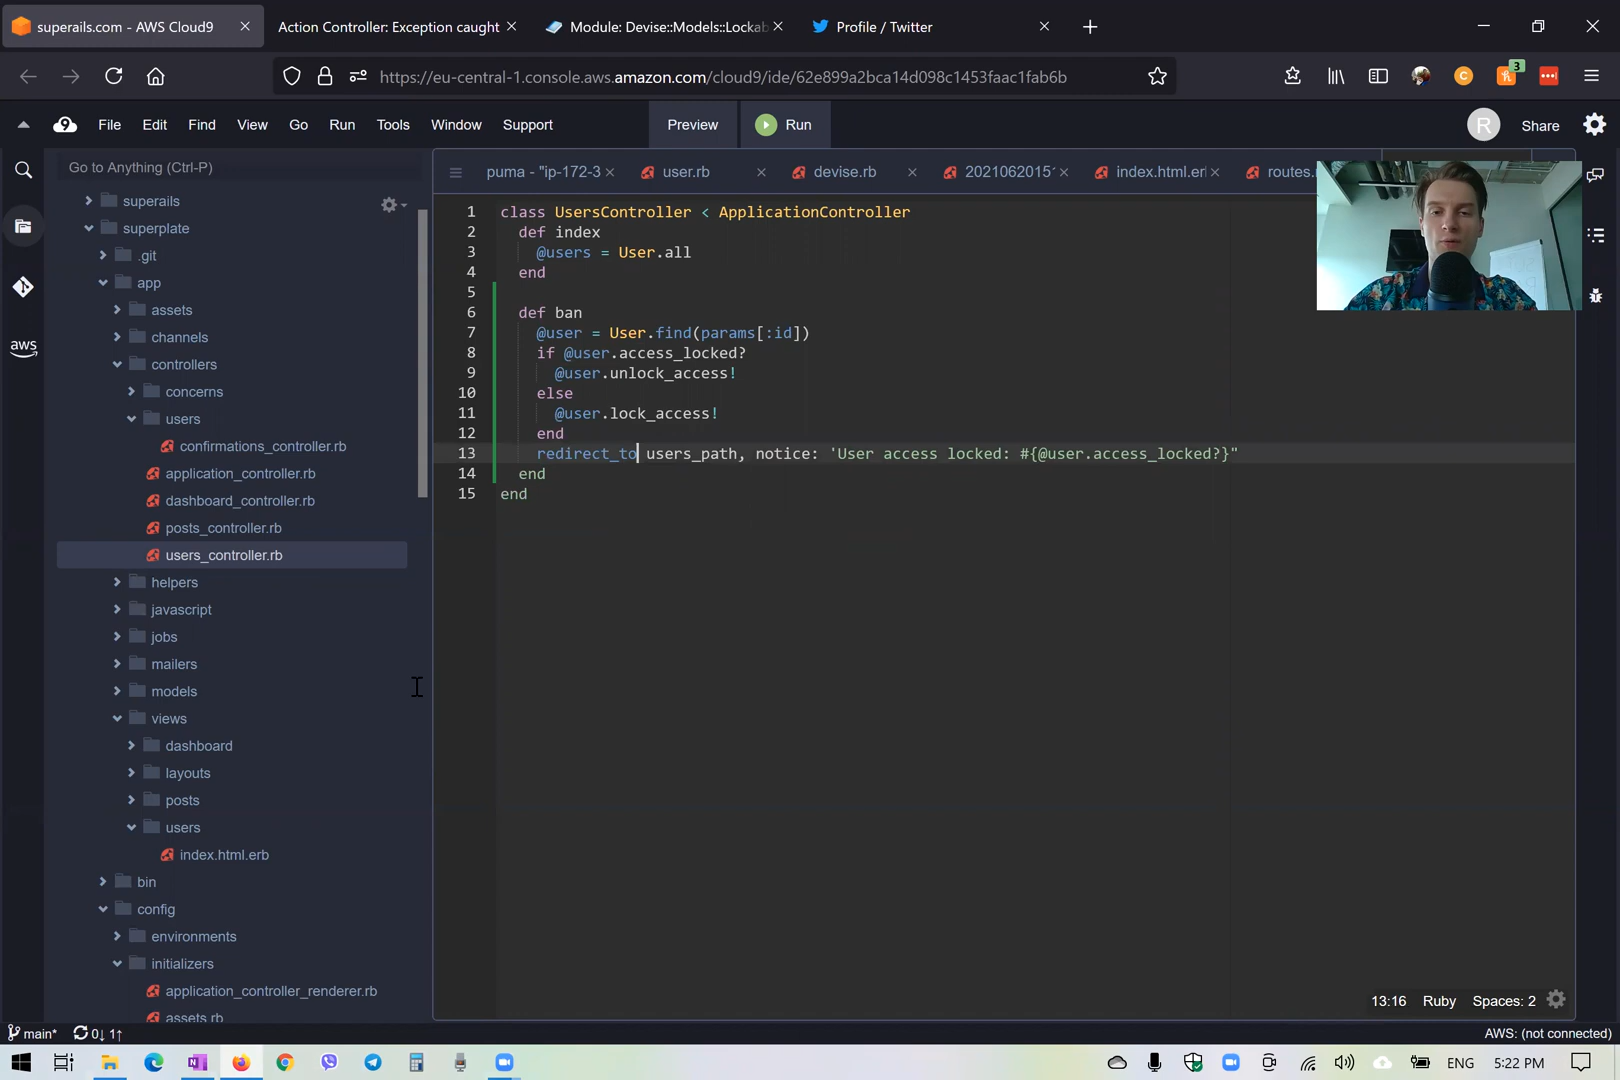 superails.com - AWS Cloud9
Action Controller: Exception caught
Module: Devise::Models::Lockab
Profile / Twitter
https://eu-central-1.console.aws.amazon.com/cloud9/ide/62e899a2bca14d098c1453faac1fab6b
3
File Edit Find View Go Run Tools Window Support
Preview
Run
R
Share
Go to Anything (Ctrl-P)
puma - "ip-172-3
user.rb
devise.rb
2021062015
index.html.er
routes.
superails
superplate
.git
app
assets
channels
controllers
concerns
users
confirmations_controller.rb
application_controller.rb
dashboard_controller.rb
posts_controller.rb
users_controller.rb
helpers
javascript
jobs
mailers
models
views
dashboard
layouts
posts
users
index.html.erb
bin
config
environments
initializers
application_controller_renderer.rb
assets.rb
aws
1 class UsersController < ApplicationController
2 def index
3 @users = User.all
4 end
5
6 def ban
7 @user = User.find(params[:id])
8 if @user.access_locked?
9 @user.unlock_access!
10 else
11 @user.lock_access!
12 end
13 redirect_to users_path, notice: 'User access locked: #{@user.access_locked?}"
14 end
15 end
13:16 Ruby Spaces: 2
main* 0↓ 1↑
AWS: (not connected)
ENG
5:22 PM